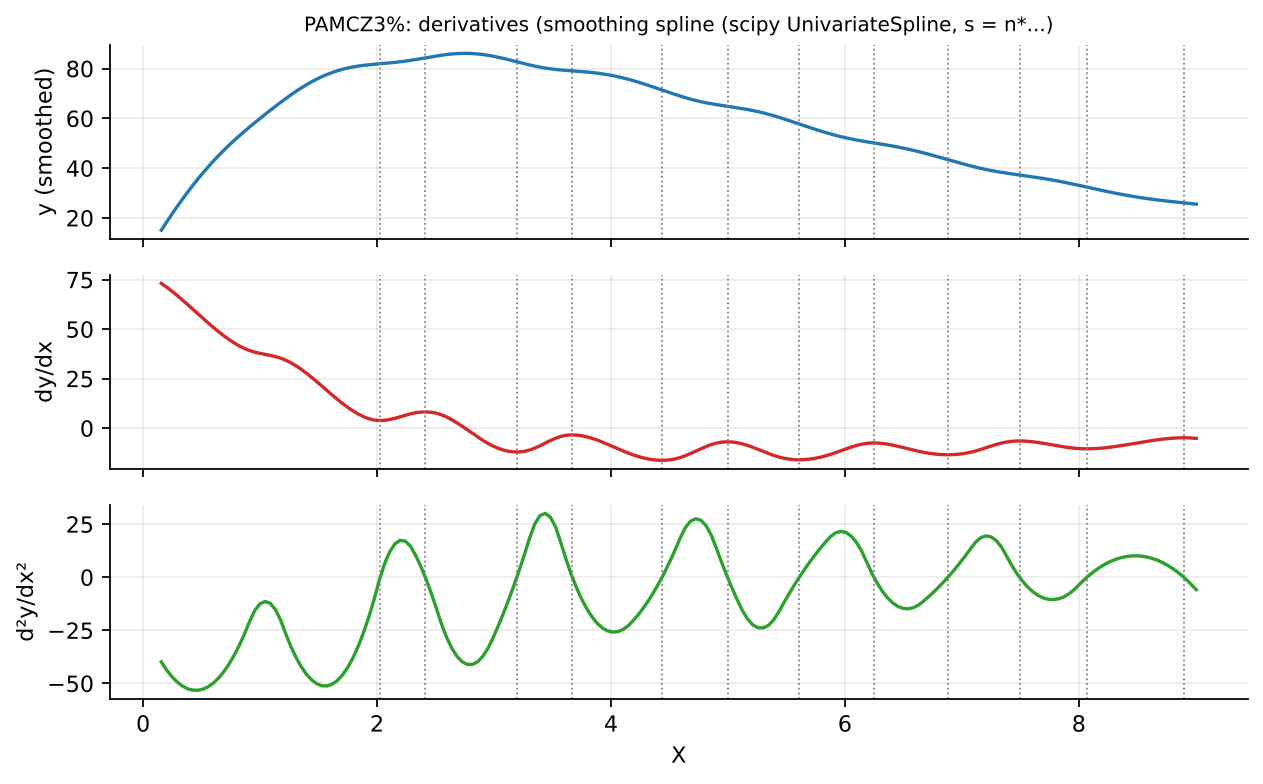 PAMCZ3%: derivatives (smoothing spline (scipy UnivariateSpline, s = n*...)
y (smoothed)
80
60
40
20
dy/dx
75
50
25
0
d²y/dx²
25
0
−25
−50
0 2 4 6 8
X